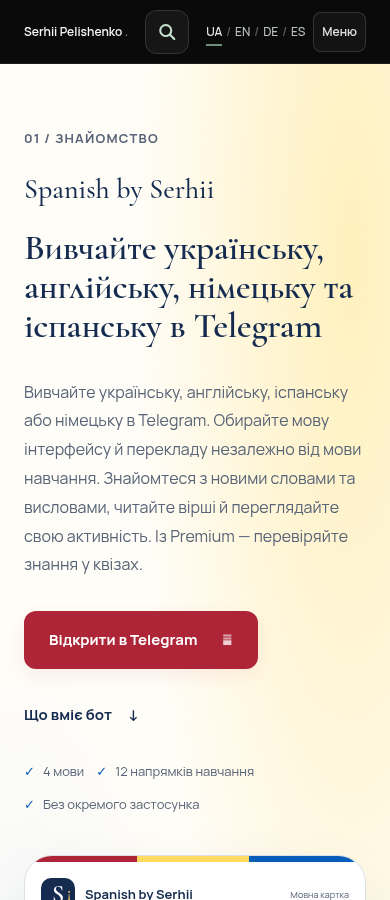 Serhii Pelishenko .
UA / EN / DE / ES
Меню
01 / ЗНАЙОМСТВО
Spanish by Serhii
Вивчайте українську,
англійську, німецьку та
іспанську в Telegram
Вивчайте українську, англійську, іспанську
або німецьку в Telegram. Обирайте мову
інтерфейсу й перекладу незалежно від мови
навчання. Знайомтеся з новими словами та
висловами, читайте вірші й переглядайте
свою активність. Із Premium — перевіряйте
знання у квізах.
Відкрити в Telegram
Що вміє бот ↓
✓ 4 мови ✓ 12 напрямків навчання
✓ Без окремого застосунка
Spanish by Serhii
Мовна картка